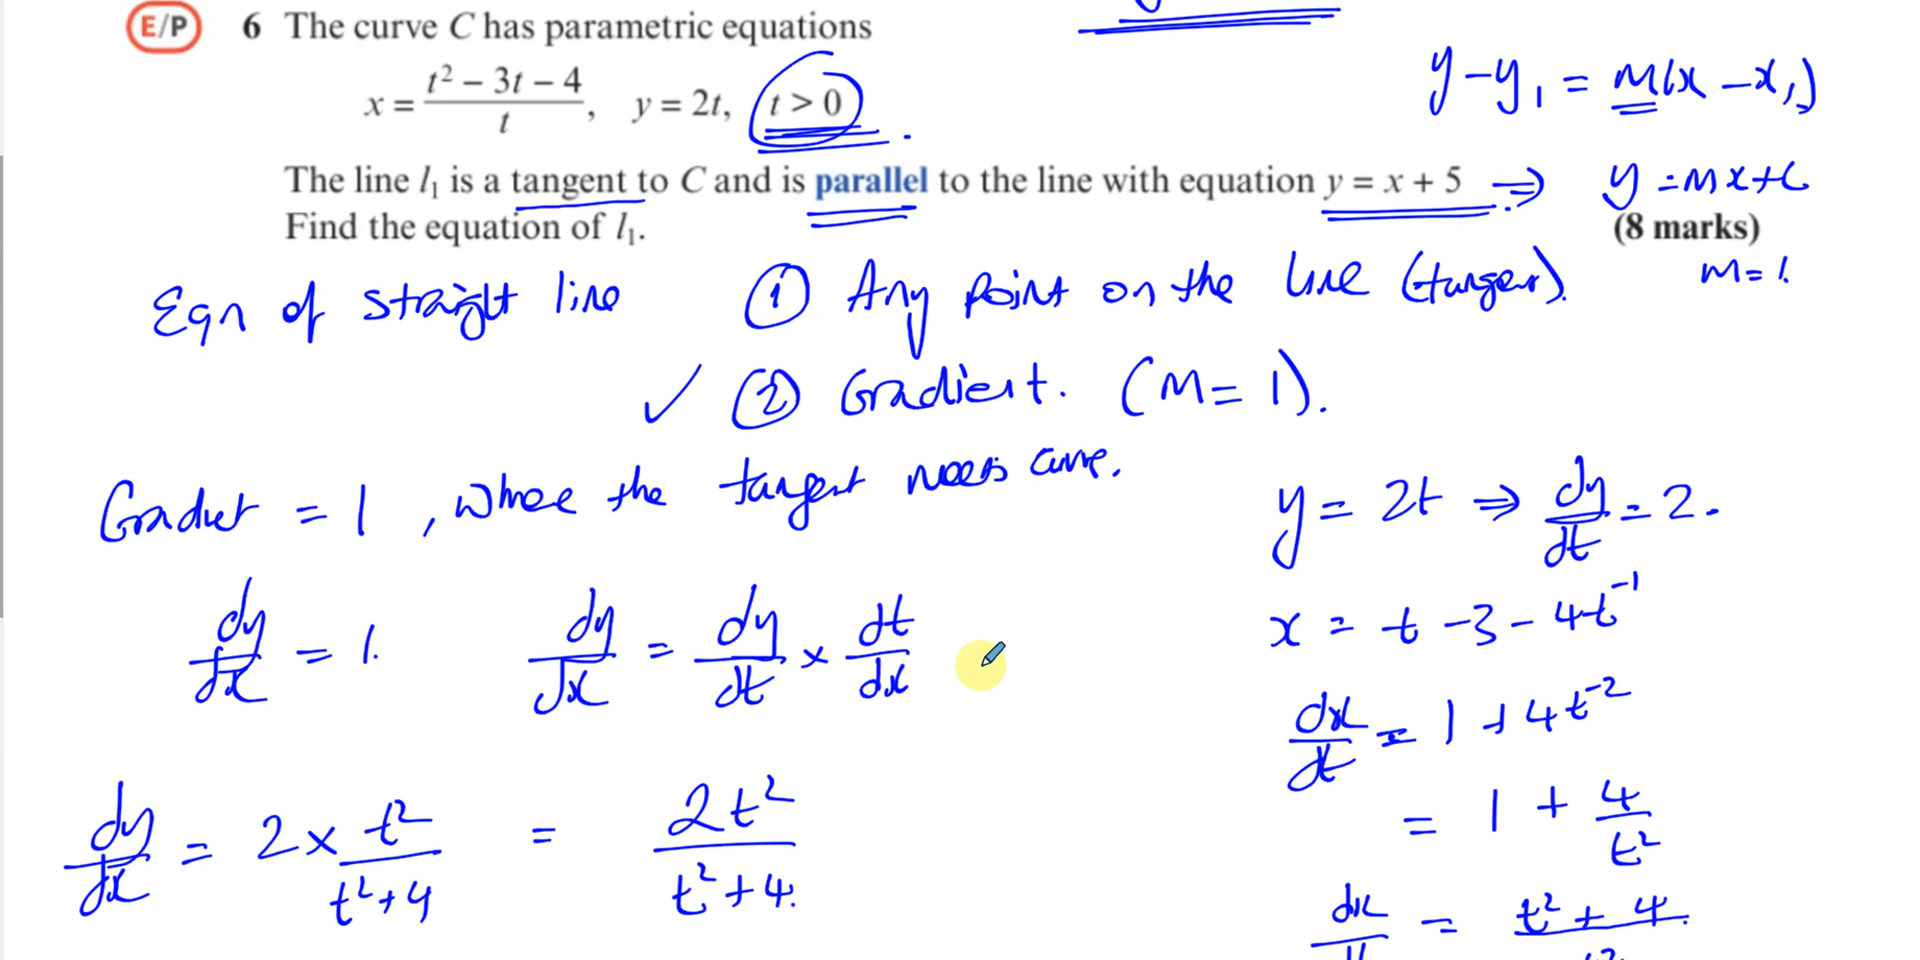 E/P 6 The curve C has parametric equations
x = (t² – 3t – 4)/t, y = 2t, t > 0
y – y₁ = m(x – x₁)
The line l₁ is a tangent to C and is parallel to the line with equation y = x + 5 ⇒ y = mx + c
Find the equation of l₁. (8 marks)
m = 1.
Eqn of straight line ① Any point on the line
✓ ② Gradient. (m = 1).
= 1, where the tangent meets curve.
y = 2t ⇒ dy/dt = 2.
x = t – 3 – 4t⁻¹
dy/dx = 1. dy/dx = dy/dt × dt/dx
dx/dt = 1 + 4t⁻²
= 1 + 4/t²
dy/dx = 2 × t²/(t² + 4) = 2t²/(t² + 4).
dx = t² + 4